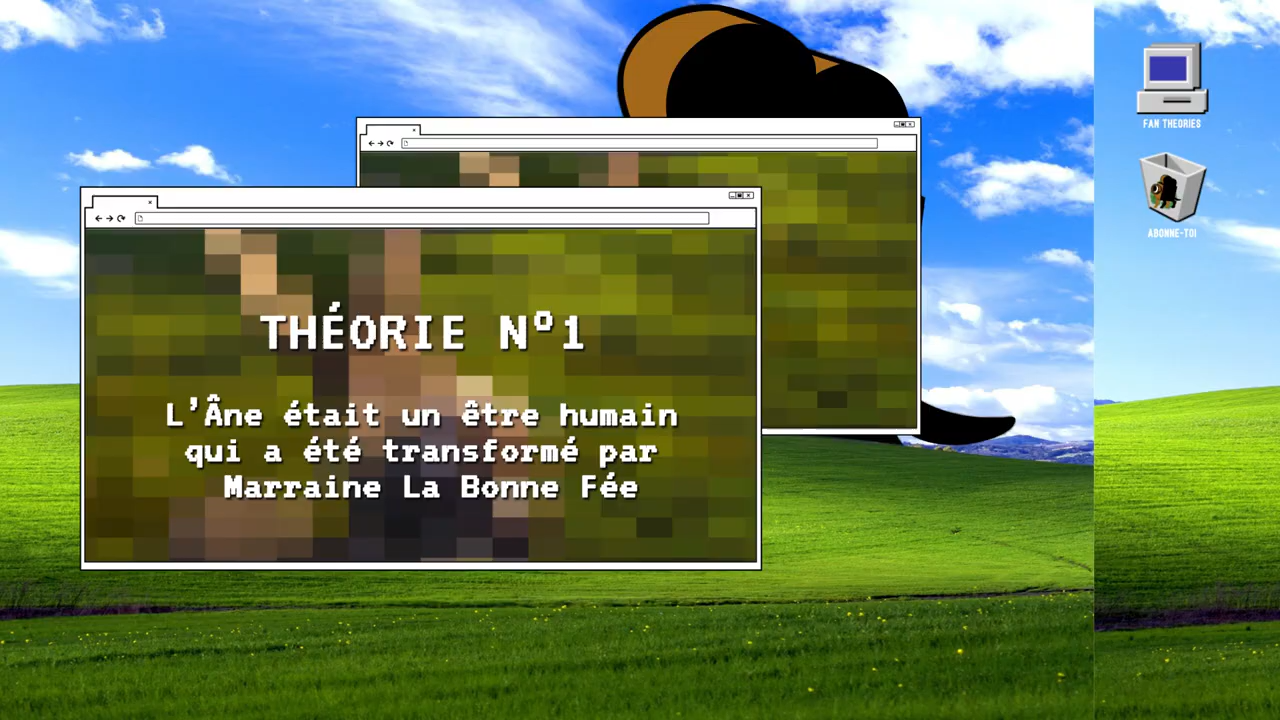 THÉORIE N°1
L'Âne était un être humain
qui a été transformé par
Marraine La Bonne Fée
FAN THEORIES
ABONNE-TOI